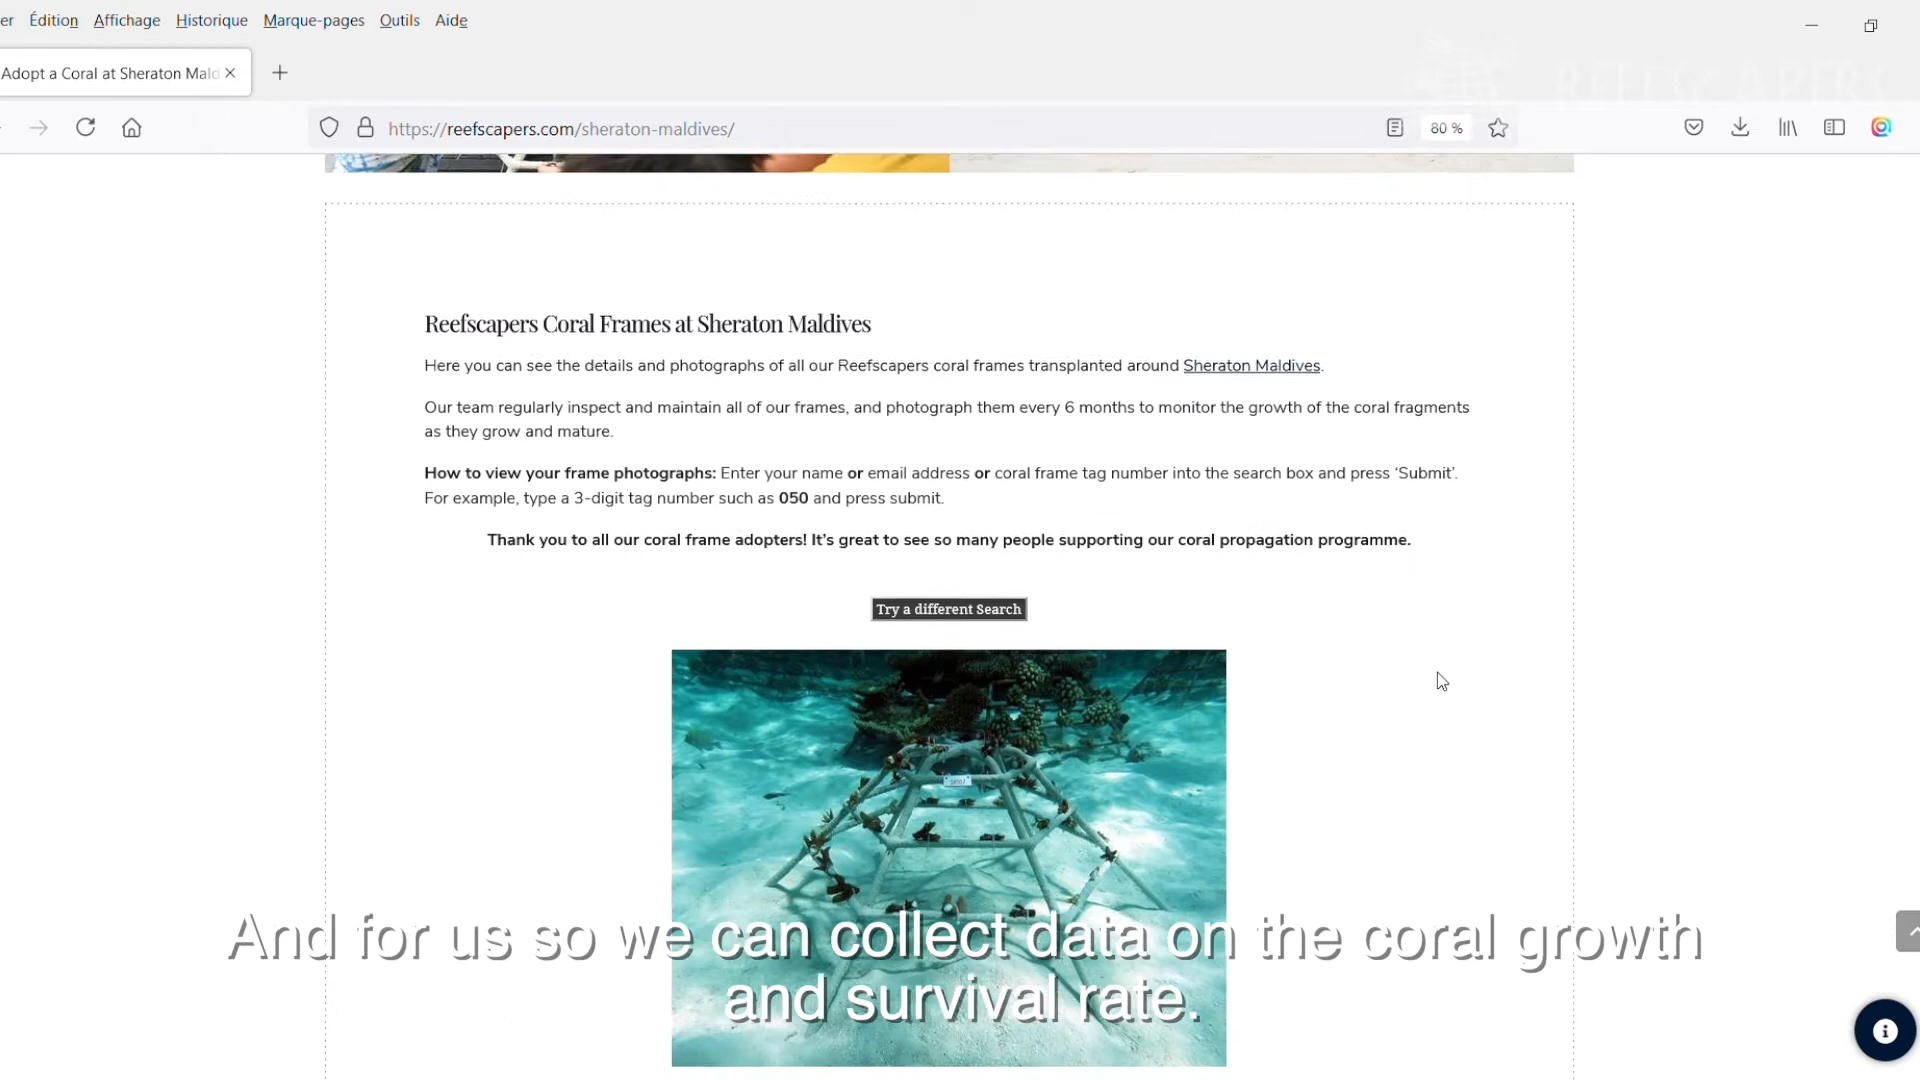 er Édition Affichage Historique Marque-pages Outils Aide
REEFSCAPERS
Adopt a Coral at Sheraton Mald
https://reefscapers.com/sheraton-maldives/
80 %
Reefscapers Coral Frames at Sheraton Maldives
Here you can see the details and photographs of all our Reefscapers coral frames transplanted around Sheraton Maldives.
Our team regularly inspect and maintain all of our frames, and photograph them every 6 months to monitor the growth of the coral fragments
as they grow and mature.
How to view your frame photographs: Enter your name or email address or coral frame tag number into the search box and press ‘Submit’.
For example, type a 3-digit tag number such as 050 and press submit.
Thank you to all our coral frame adopters! It’s great to see so many people supporting our coral propagation programme.
Try a different Search
And for us so we can collect data on the coral growth
and survival rate.